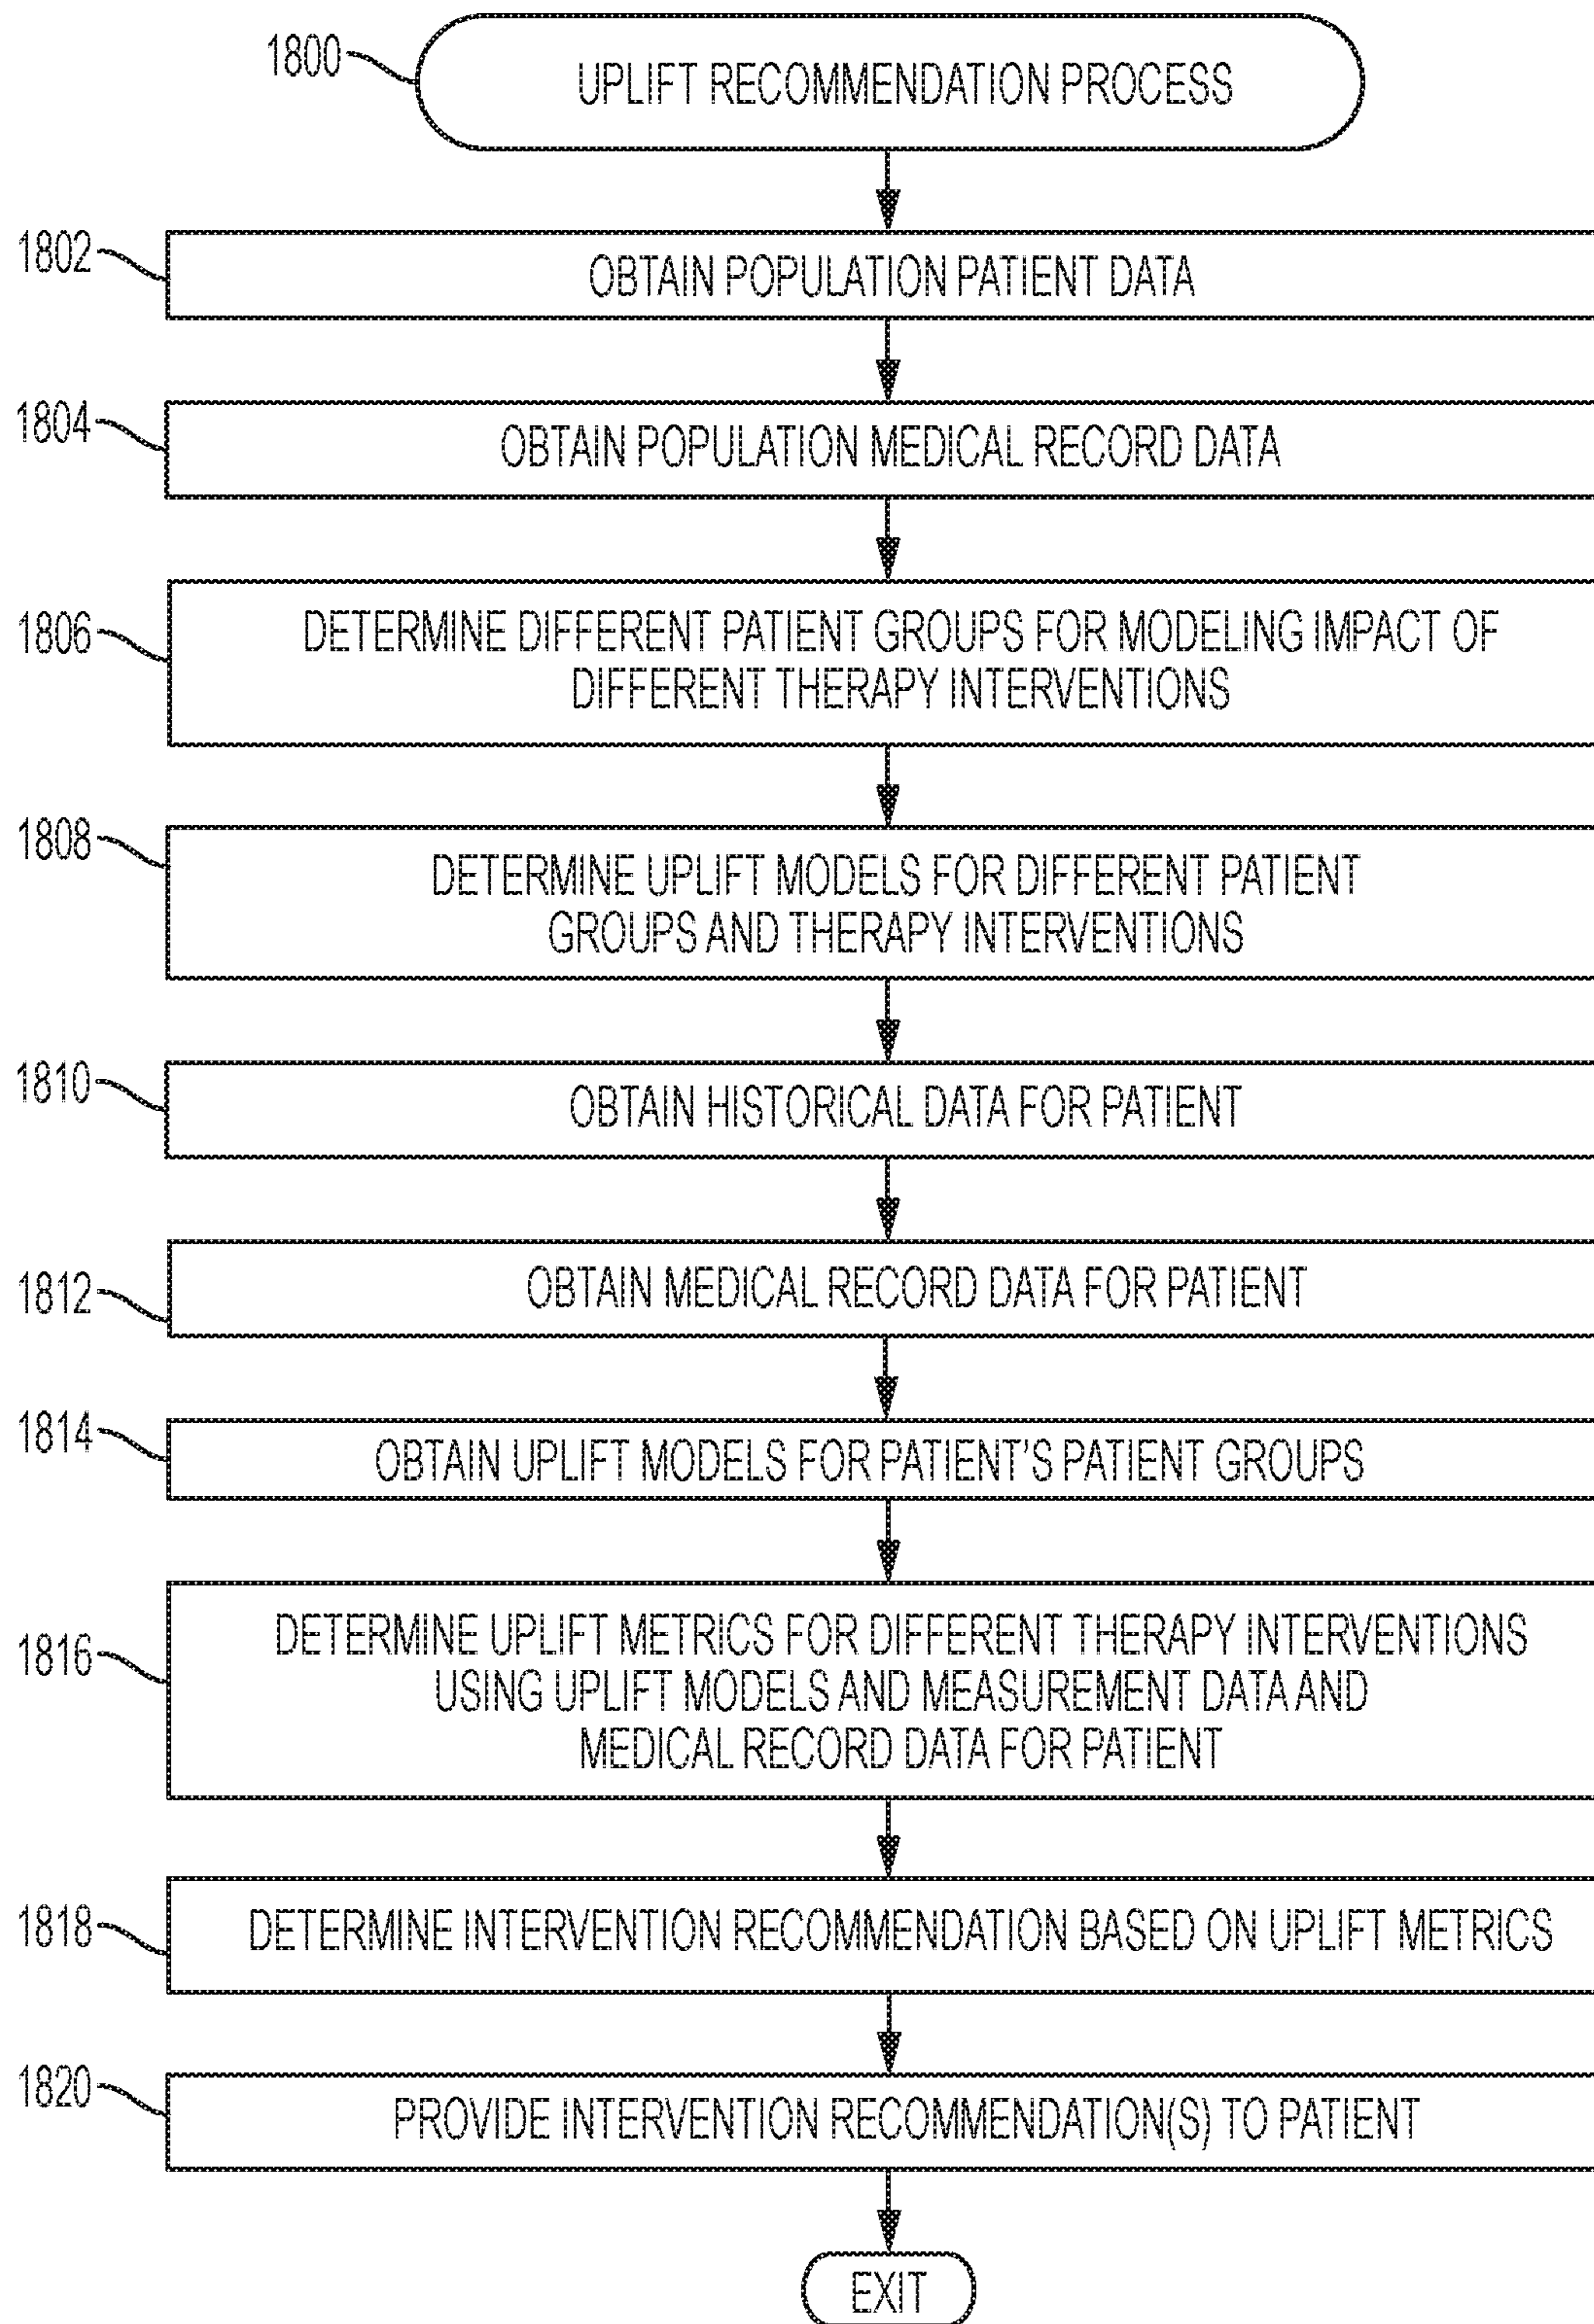 1800
UPLIFT RECOMMENDATION PROCESS
1802
OBTAIN POPULATION PATIENT DATA
1804
OBTAIN POPULATION MEDICAL RECORD DATA
1806
DETERMINE DIFFERENT PATIENT GROUPS FOR MODELING IMPACT OF
DIFFERENT THERAPY INTERVENTIONS
1808
DETERMINE UPLIFT MODELS FOR DIFFERENT PATIENT
GROUPS AND THERAPY INTERVENTIONS
1810
OBTAIN HISTORICAL DATA FOR PATIENT
1812
OBTAIN MEDICAL RECORD DATA FOR PATIENT
1814
OBTAIN UPLIFT MODELS FOR PATIENT'S PATIENT GROUPS
1816
DETERMINE UPLIFT METRICS FOR DIFFERENT THERAPY INTERVENTIONS
USING UPLIFT MODELS AND MEASUREMENT DATA AND
MEDICAL RECORD DATA FOR PATIENT
1818
DETERMINE INTERVENTION RECOMMENDATION BASED ON UPLIFT METRICS
1820
PROVIDE INTERVENTION RECOMMENDATION(S) TO PATIENT
EXIT